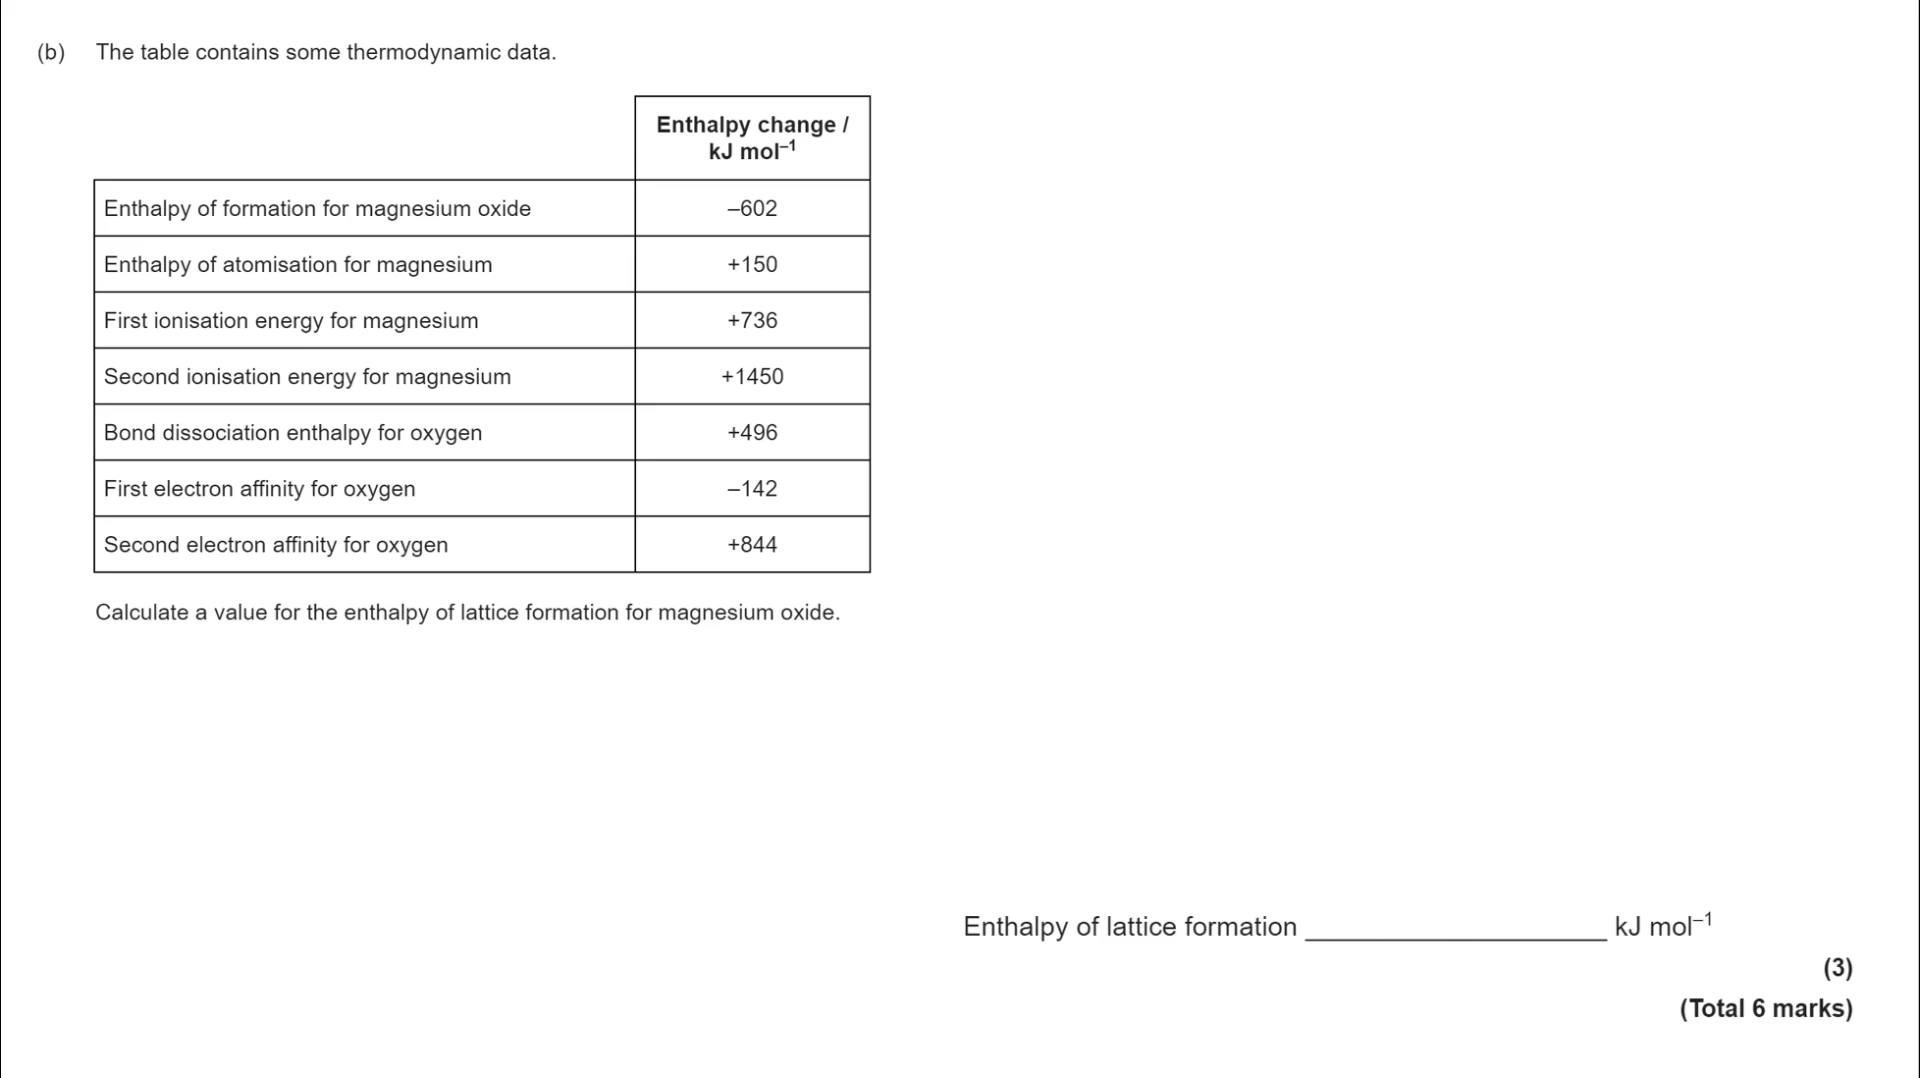 (b) The table contains some thermodynamic data.
Enthalpy change /
kJ mol⁻¹
Enthalpy of formation for magnesium oxide –602
Enthalpy of atomisation for magnesium +150
First ionisation energy for magnesium +736
Second ionisation energy for magnesium +1450
Bond dissociation enthalpy for oxygen +496
First electron affinity for oxygen –142
Second electron affinity for oxygen +844
Calculate a value for the enthalpy of lattice formation for magnesium oxide.
Enthalpy of lattice formation ____________________ kJ mol⁻¹
(3)
(Total 6 marks)